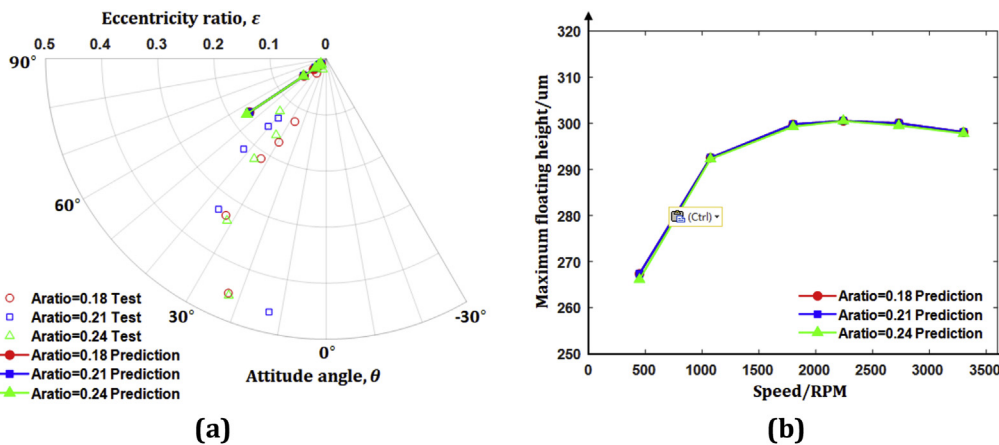 Eccentricity ratio, ε
0.5 0.4 0.3 0.2 0.1 0
90°
60°
30°
0°
-30°
Attitude angle, θ
Aratio=0.18 Test
Aratio=0.21 Test
Aratio=0.24 Test
Aratio=0.18 Prediction
Aratio=0.21 Prediction
Aratio=0.24 Prediction
(a)
Maximum floating height/um
320
310
300
290
280
270
260
250
0 500 1000 1500 2000 2500 3000 3500
Speed/RPM
(Ctrl)
Aratio=0.18 Prediction
Aratio=0.21 Prediction
Aratio=0.24 Prediction
(b)